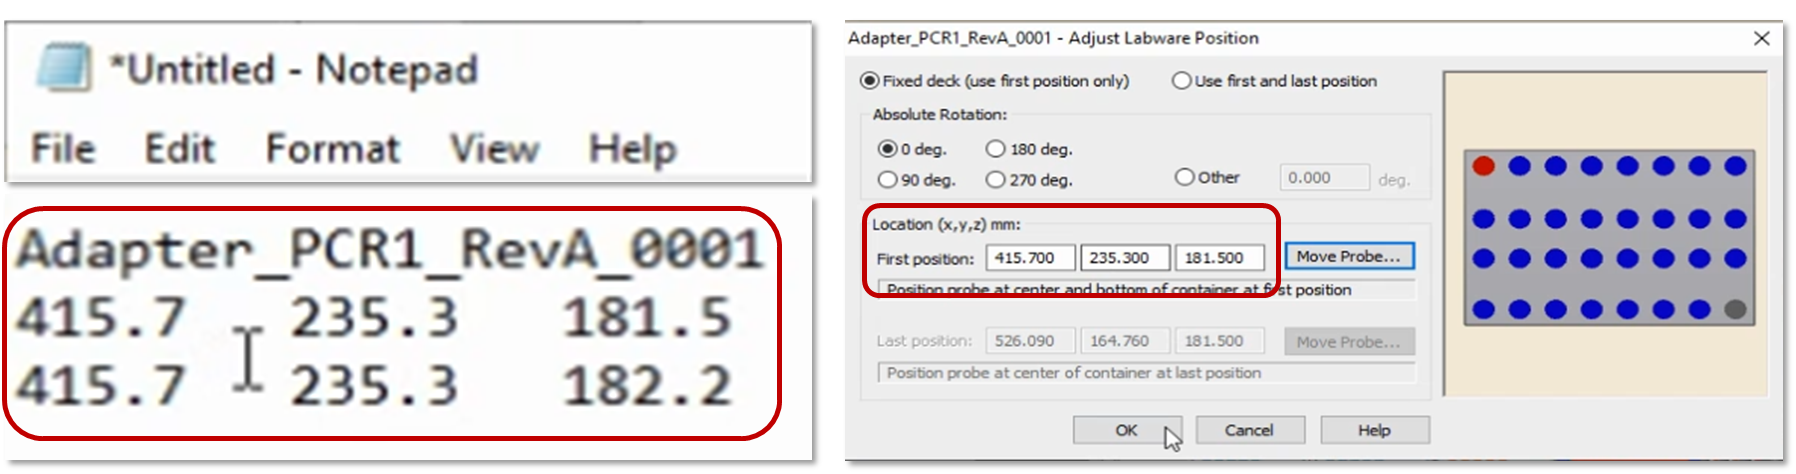 *Untitled - Notepad
File Edit Format View Help
Adapter_PCR1_RevA_0001
415.7 235.3 181.5
415.7 235.3 182.2
Adapter_PCR1_RevA_0001 - Adjust Labware Position
Fixed deck (use first position only) Use first and last position
Absolute Rotation:
0 deg. 180 deg.
90 deg. 270 deg. Other 0.000 deg.
Location (x,y,z) mm:
First position: 415.700 235.300 181.500 Move Probe...
Position probe at center and bottom of container at first position
Last position: 526.090 164.760 181.500 Move Probe...
Position probe at center of container at last position
OK Cancel Help